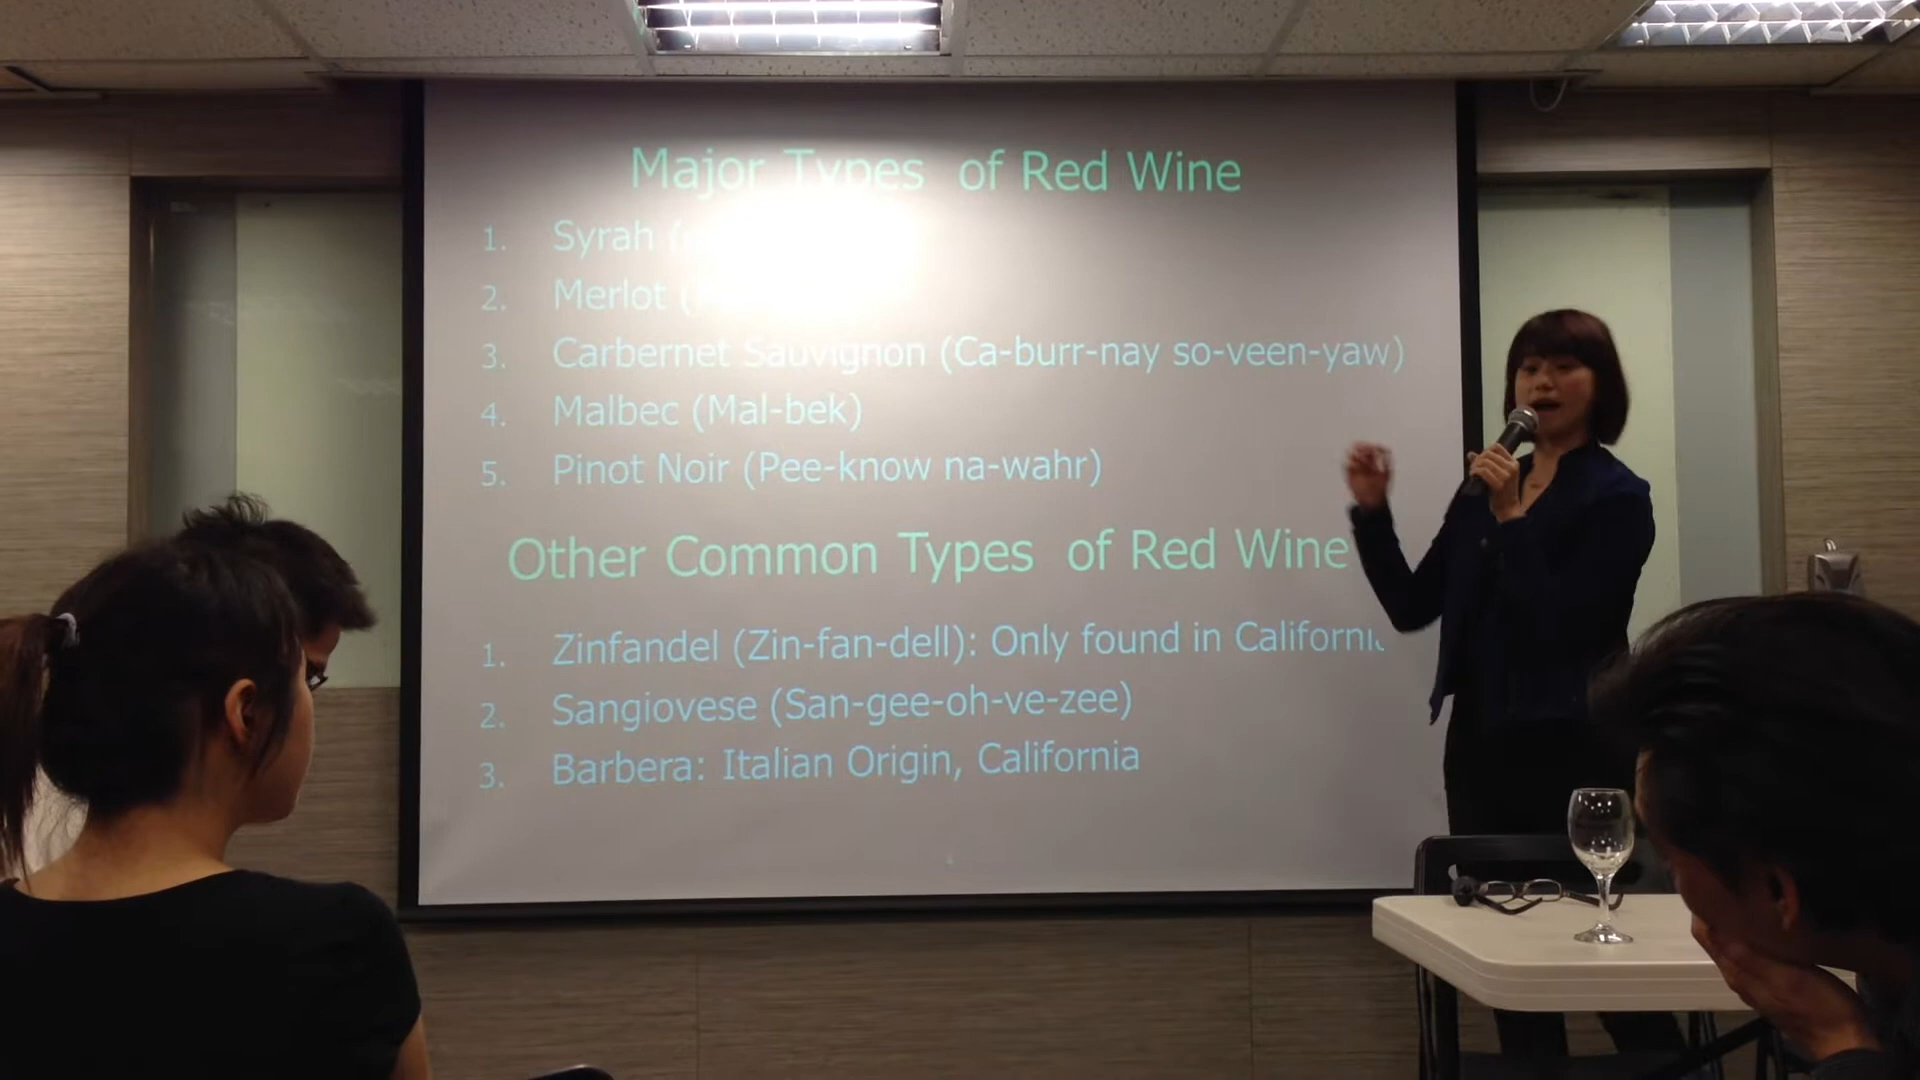 Major Types of Red Wine
1. Syrah (
2. Merlot (
3. Carbernet Sauvignon (Ca-burr-nay so-veen-yaw)
4. Malbec (Mal-bek)
5. Pinot Noir (Pee-know na-wahr)
Other Common Types of Red Wine
1. Zinfandel (Zin-fan-dell): Only found in California
2. Sangiovese (San-gee-oh-ve-zee)
3. Barbera: Italian Origin, California